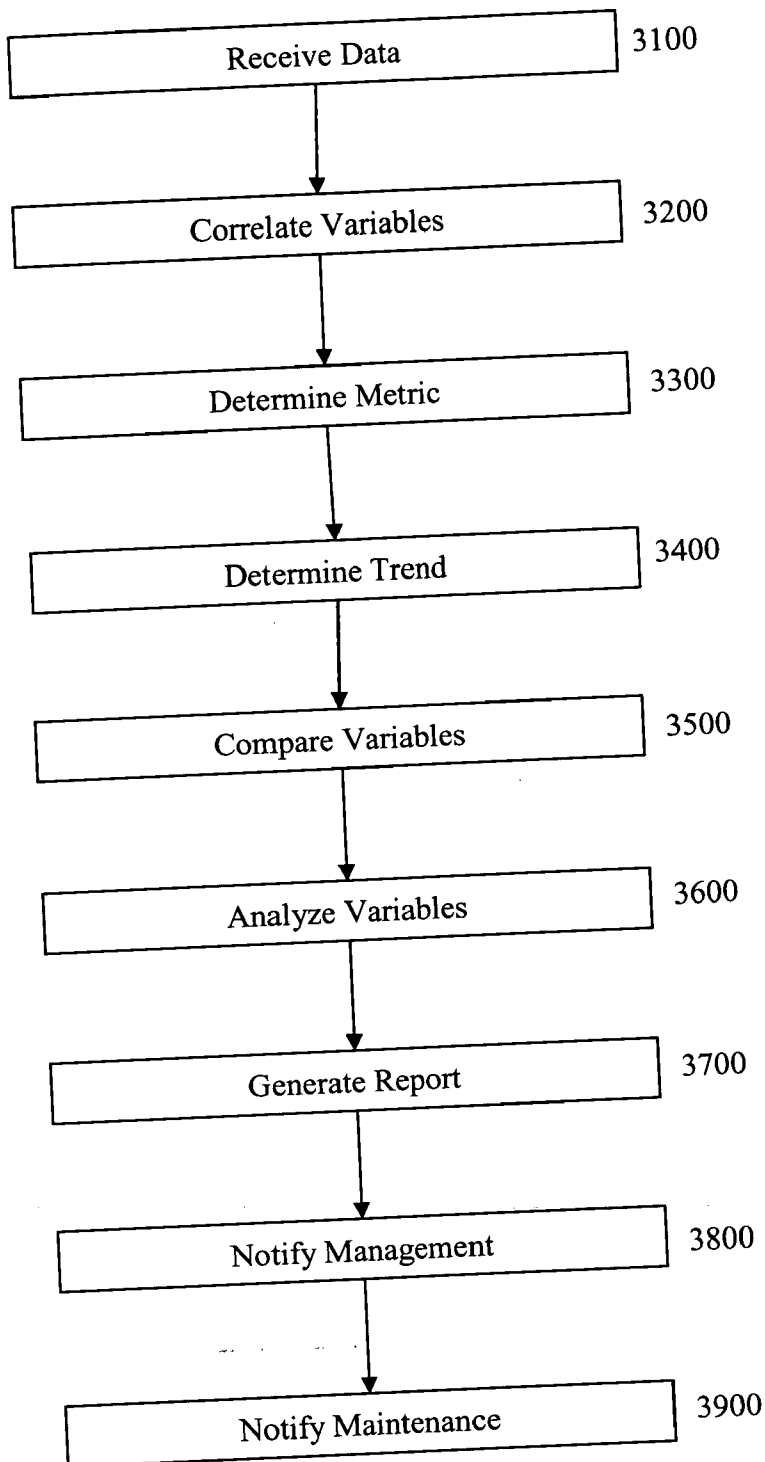 Receive Data 3100
Correlate Variables 3200
Determine Metric 3300
Determine Trend 3400
Compare Variables 3500
Analyze Variables 3600
Generate Report 3700
Notify Management 3800
Notify Maintenance 3900